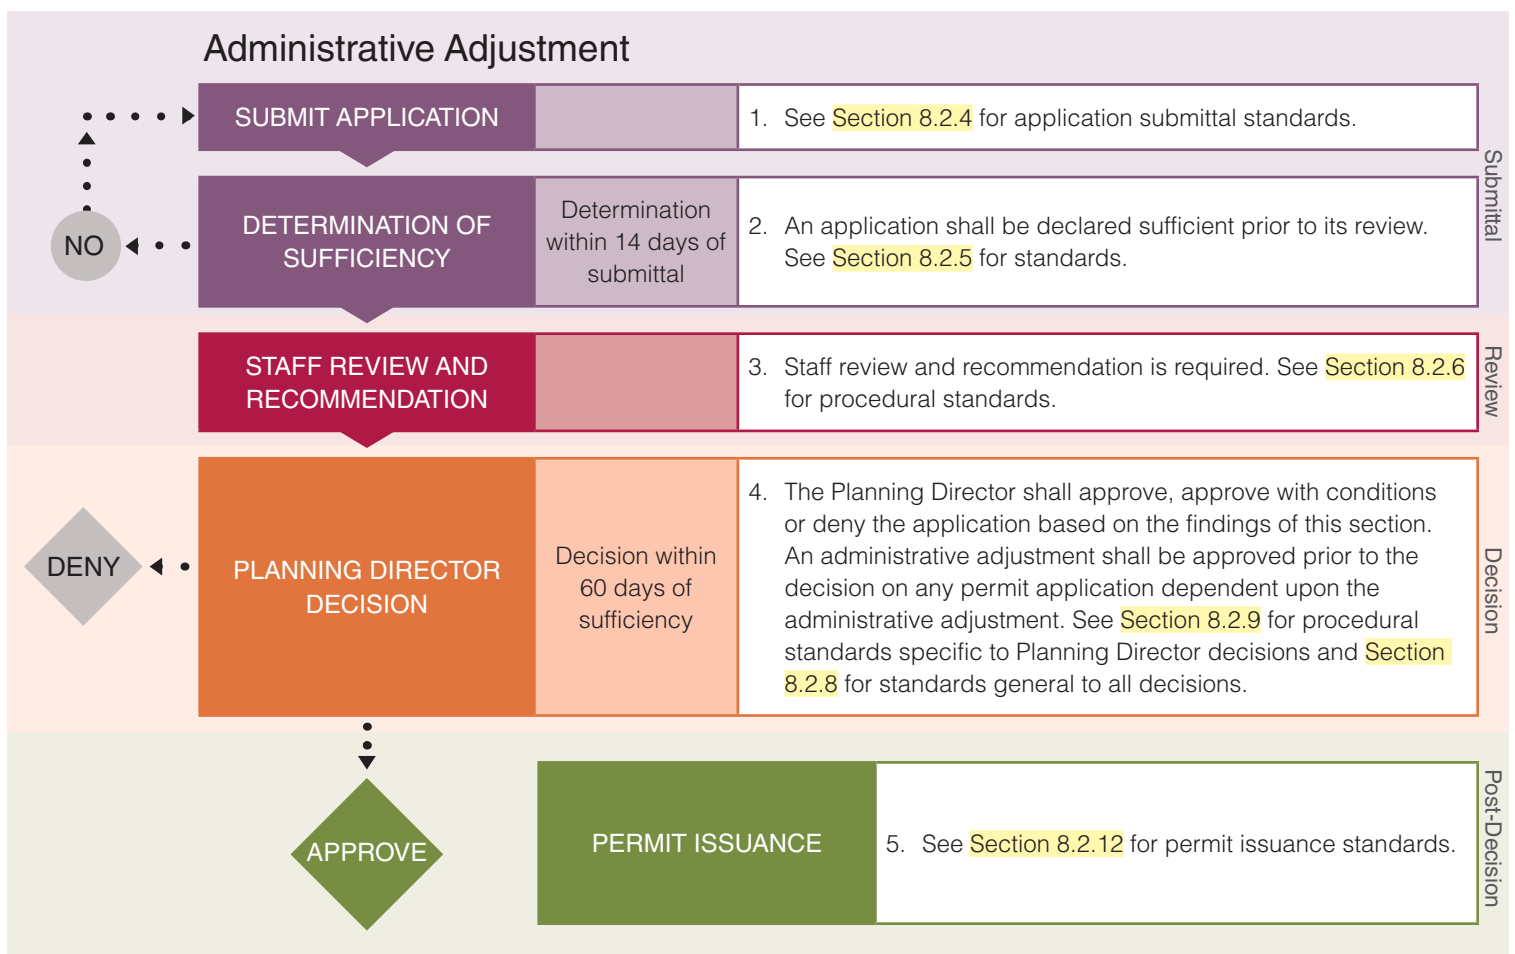 Administrative Adjustment
SUBMIT APPLICATION
1. See Section 8.2.4 for application submittal standards.
Submittal
DETERMINATION OF
SUFFICIENCY
Determination
within 14 days of
submittal
2. An application shall be declared sufficient prior to its review.
See Section 8.2.5 for standards.
NO
STAFF REVIEW AND
RECOMMENDATION
3. Staff review and recommendation is required. See Section 8.2.6
for procedural standards.
Review
DENY
PLANNING DIRECTOR
DECISION
Decision within
60 days of
sufficiency
4. The Planning Director shall approve, approve with conditions
or deny the application based on the findings of this section.
An administrative adjustment shall be approved prior to the
decision on any permit application dependent upon the
administrative adjustment. See Section 8.2.9 for procedural
standards specific to Planning Director decisions and Section
8.2.8 for standards general to all decisions.
Decision
APPROVE
PERMIT ISSUANCE
5. See Section 8.2.12 for permit issuance standards.
Post-Decision